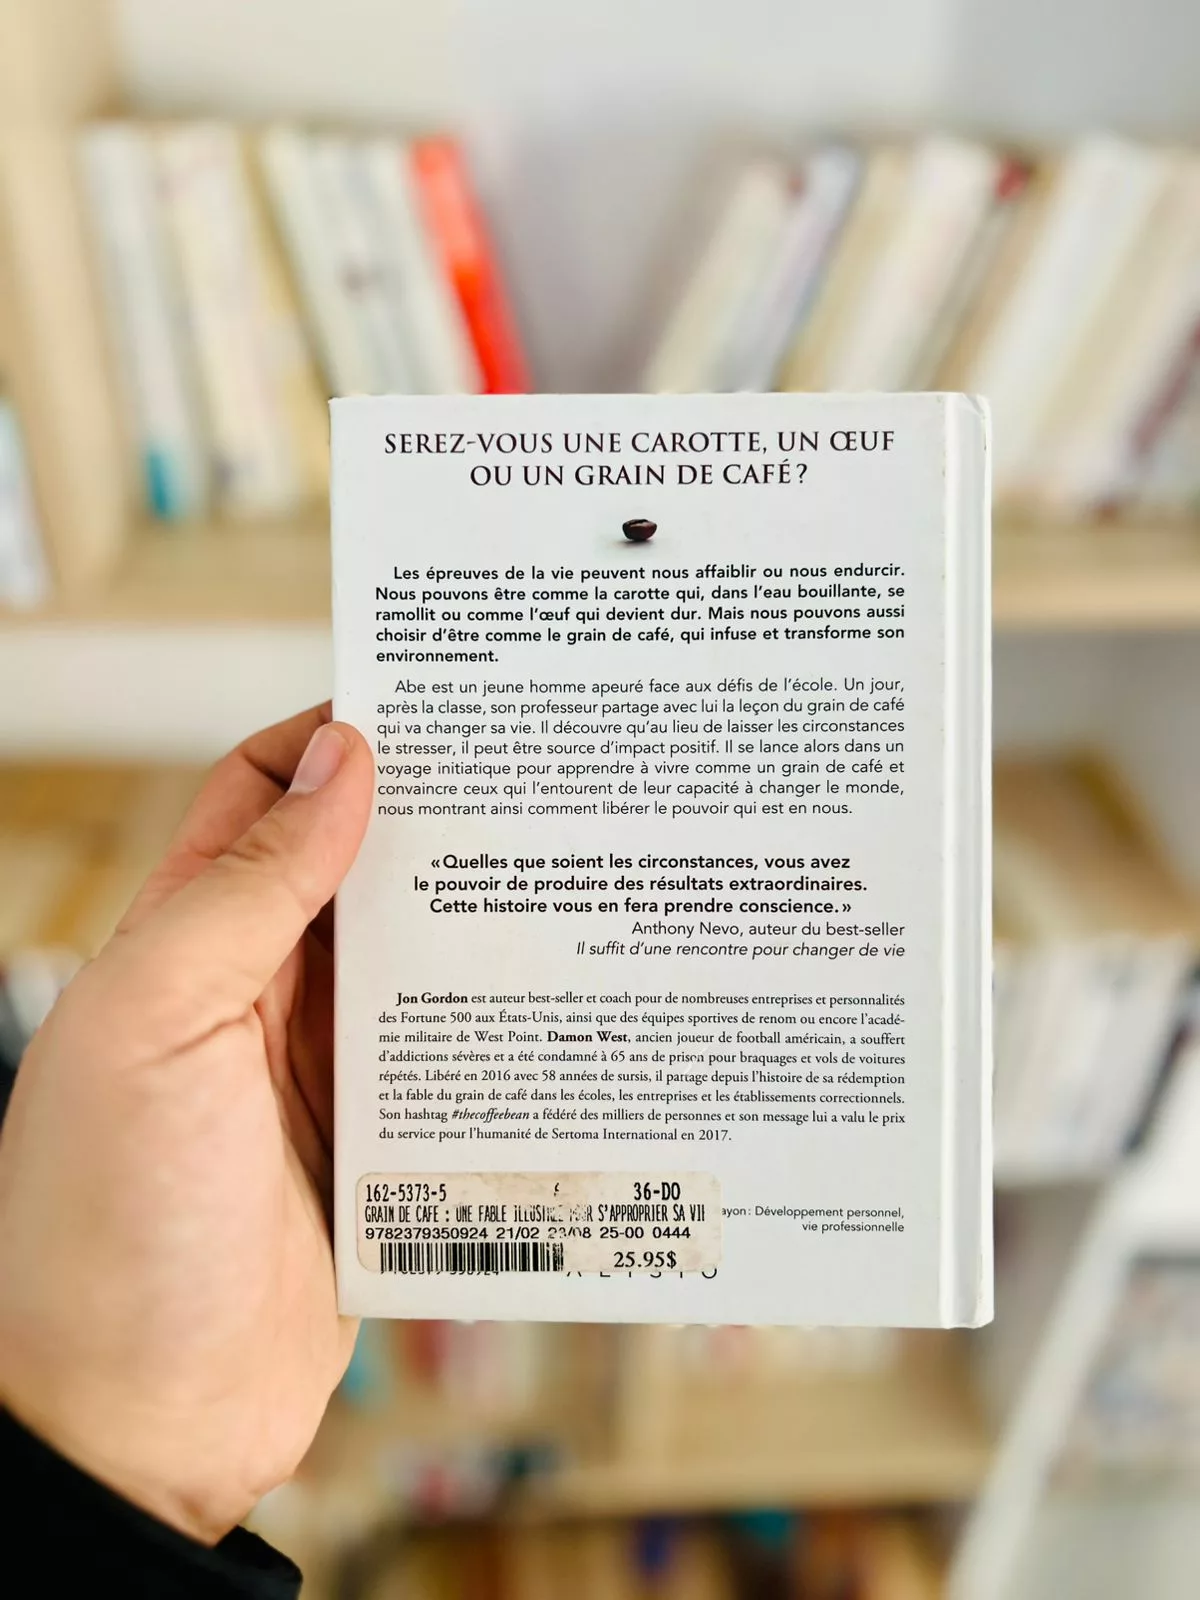 SEREZ-VOUS UNE CAROTTE, UN ŒUF
OU UN GRAIN DE CAFÉ ?
Les épreuves de la vie peuvent nous affaiblir ou nous endurcir.
Nous pouvons être comme la carotte qui, dans l'eau bouillante, se
ramollit ou comme l'œuf qui devient dur. Mais nous pouvons aussi
choisir d'être comme le grain de café, qui infuse et transforme son
environnement.
Abe est un jeune homme apeuré face aux défis de l'école. Un jour,
après la classe, son professeur partage avec lui la leçon du grain de café
qui va changer sa vie. Il découvre qu'au lieu de laisser les circonstances
le stresser, il peut être source d'impact positif. Il se lance alors dans un
voyage initiatique pour apprendre à vivre comme un grain de café et
convaincre ceux qui l'entourent de leur capacité à changer le monde,
nous montrant ainsi comment libérer le pouvoir qui est en nous.
« Quelles que soient les circonstances, vous avez
le pouvoir de produire des résultats extraordinaires.
Cette histoire vous en fera prendre conscience. »
Anthony Nevo, auteur du best-seller
Il suffit d'une rencontre pour changer de vie
Jon Gordon est auteur best-seller et coach pour de nombreuses entreprises et personnalités
des Fortune 500 aux États-Unis, ainsi que des équipes sportives de renom ou encore l'acadé-
mie militaire de West Point. Damon West, ancien joueur de football américain, a souffert
d'addictions sévères et a été condamné à 65 ans de prison pour braquages et vols de voitures
répétés. Libéré en 2016 avec 58 années de sursis, il partage depuis l'histoire de sa rédemption
et la fable du grain de café dans les écoles, les entreprises et les établissements correctionnels.
Son hashtag #thecoffeebean a fédéré des milliers de personnes et son message lui a valu le prix
du service pour l'humanité de Sertoma International en 2017.
162-5373-5 36-DO
GRAIN DE CAFE : UNE FABLE ILLUSTREE POUR S'APPROPRIER SA VIE
9782379350924 21/02 23/08 25-00 0444
25.95$
ayon : Développement personnel,
vie professionnelle